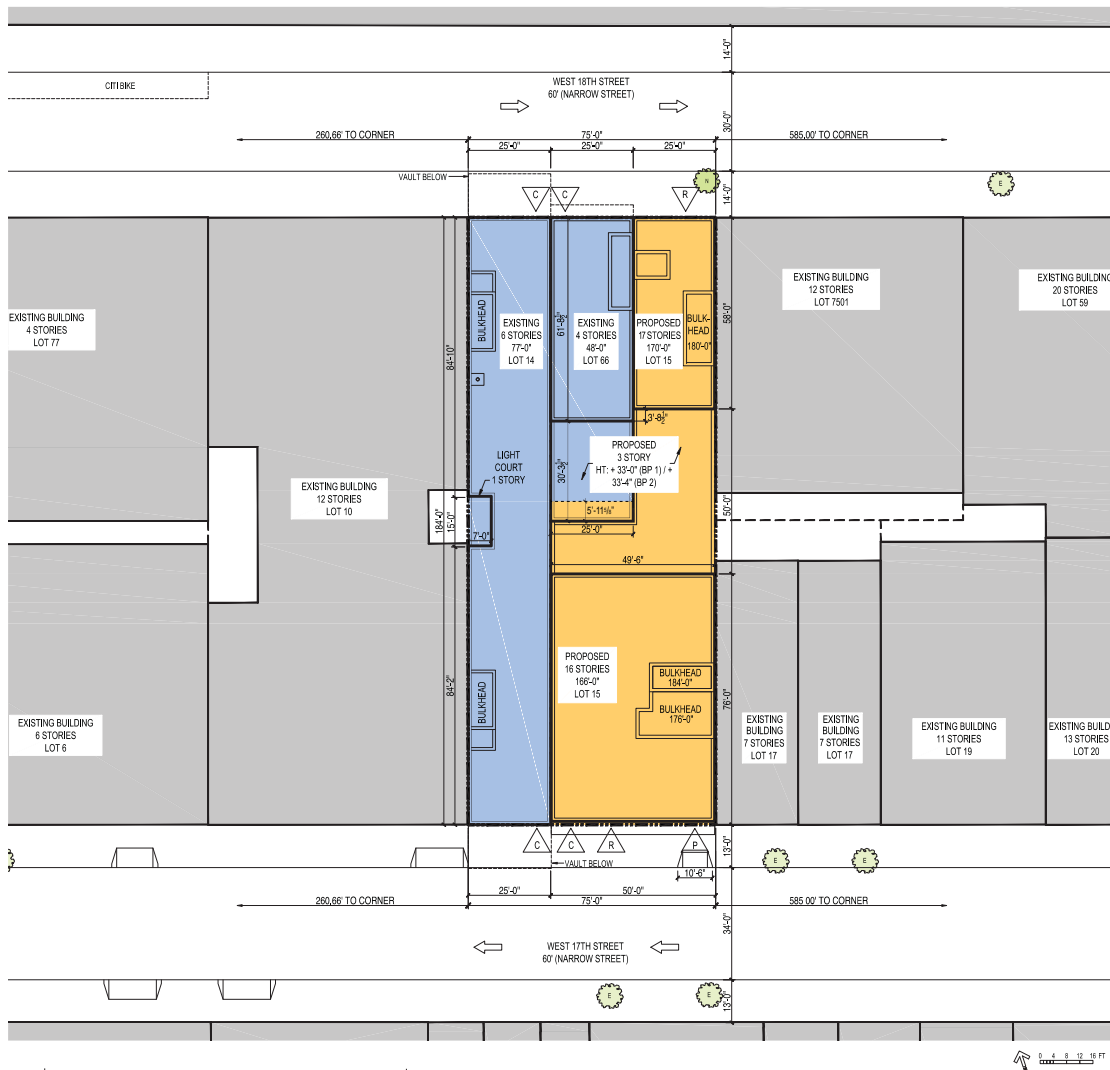 14'-0"
CITIBIKE
WEST 18TH STREET
60' (NARROW STREET)
30'-0"
260.66' TO CORNER
75'-0"
585.00' TO CORNER
25'-0"
25'-0"
25'-0"
VAULT BELOW
C
C
R
N
E
14'-0"
EXISTING BUILDING
4 STORIES
LOT 77
84'-10"
BULKHEAD
EXISTING
6 STORIES
77'-0"
LOT 14
61'-8½"
EXISTING
4 STORIES
48'-0"
LOT 66
PROPOSED
17 STORIES
170'-0"
LOT 15
BULK-
HEAD
180'-0"
58'-0"
EXISTING BUILDING
12 STORIES
LOT 7501
EXISTING BUILDING
20 STORIES
LOT 59
3'-8½"
PROPOSED
3 STORY
HT: + 33'-0" (BP 1) / +
33'-4" (BP 2)
30'-3½"
LIGHT
COURT
1 STORY
EXISTING BUILDING
12 STORIES
LOT 10
184'-0"
15'-0"
7'-0"
5'-11⅝"
25'-0"
50'-0"
49'-6"
PROPOSED
16 STORIES
166'-0"
LOT 15
BULKHEAD
184'-0"
BULKHEAD
176'-0"
84'-2"
BULKHEAD
76'-0"
EXISTING BUILDING
6 STORIES
LOT 6
EXISTING
BUILDING
7 STORIES
LOT 17
EXISTING
BUILDING
7 STORIES
LOT 17
EXISTING BUILDING
11 STORIES
LOT 19
EXISTING BUILD
13 STORIES
LOT 20
C
C
R
P
13'-0"
VAULT BELOW
10'-6"
25'-0"
50'-0"
260.66' TO CORNER
75'-0"
585 00' TO CORNER
34'-0"
WEST 17TH STREET
60' (NARROW STREET)
E
E
E
E
13'-0"
0 4 8 12 16 FT